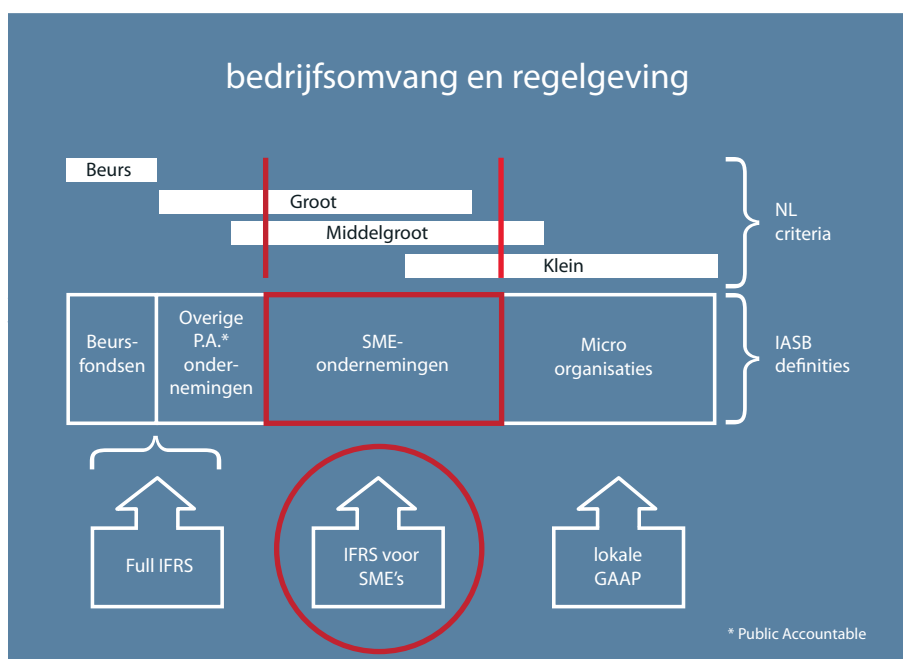 bedrijfsomvang en regelgeving
Beurs
Groot
Middelgroot
Klein
NL
criteria
Beurs-
fondsen
Overige
P.A.*
onder-
nemingen
SME-
ondernemingen
Micro
organisaties
IASB
definities
Full IFRS
IFRS voor
SME's
lokale
GAAP
* Public Accountable